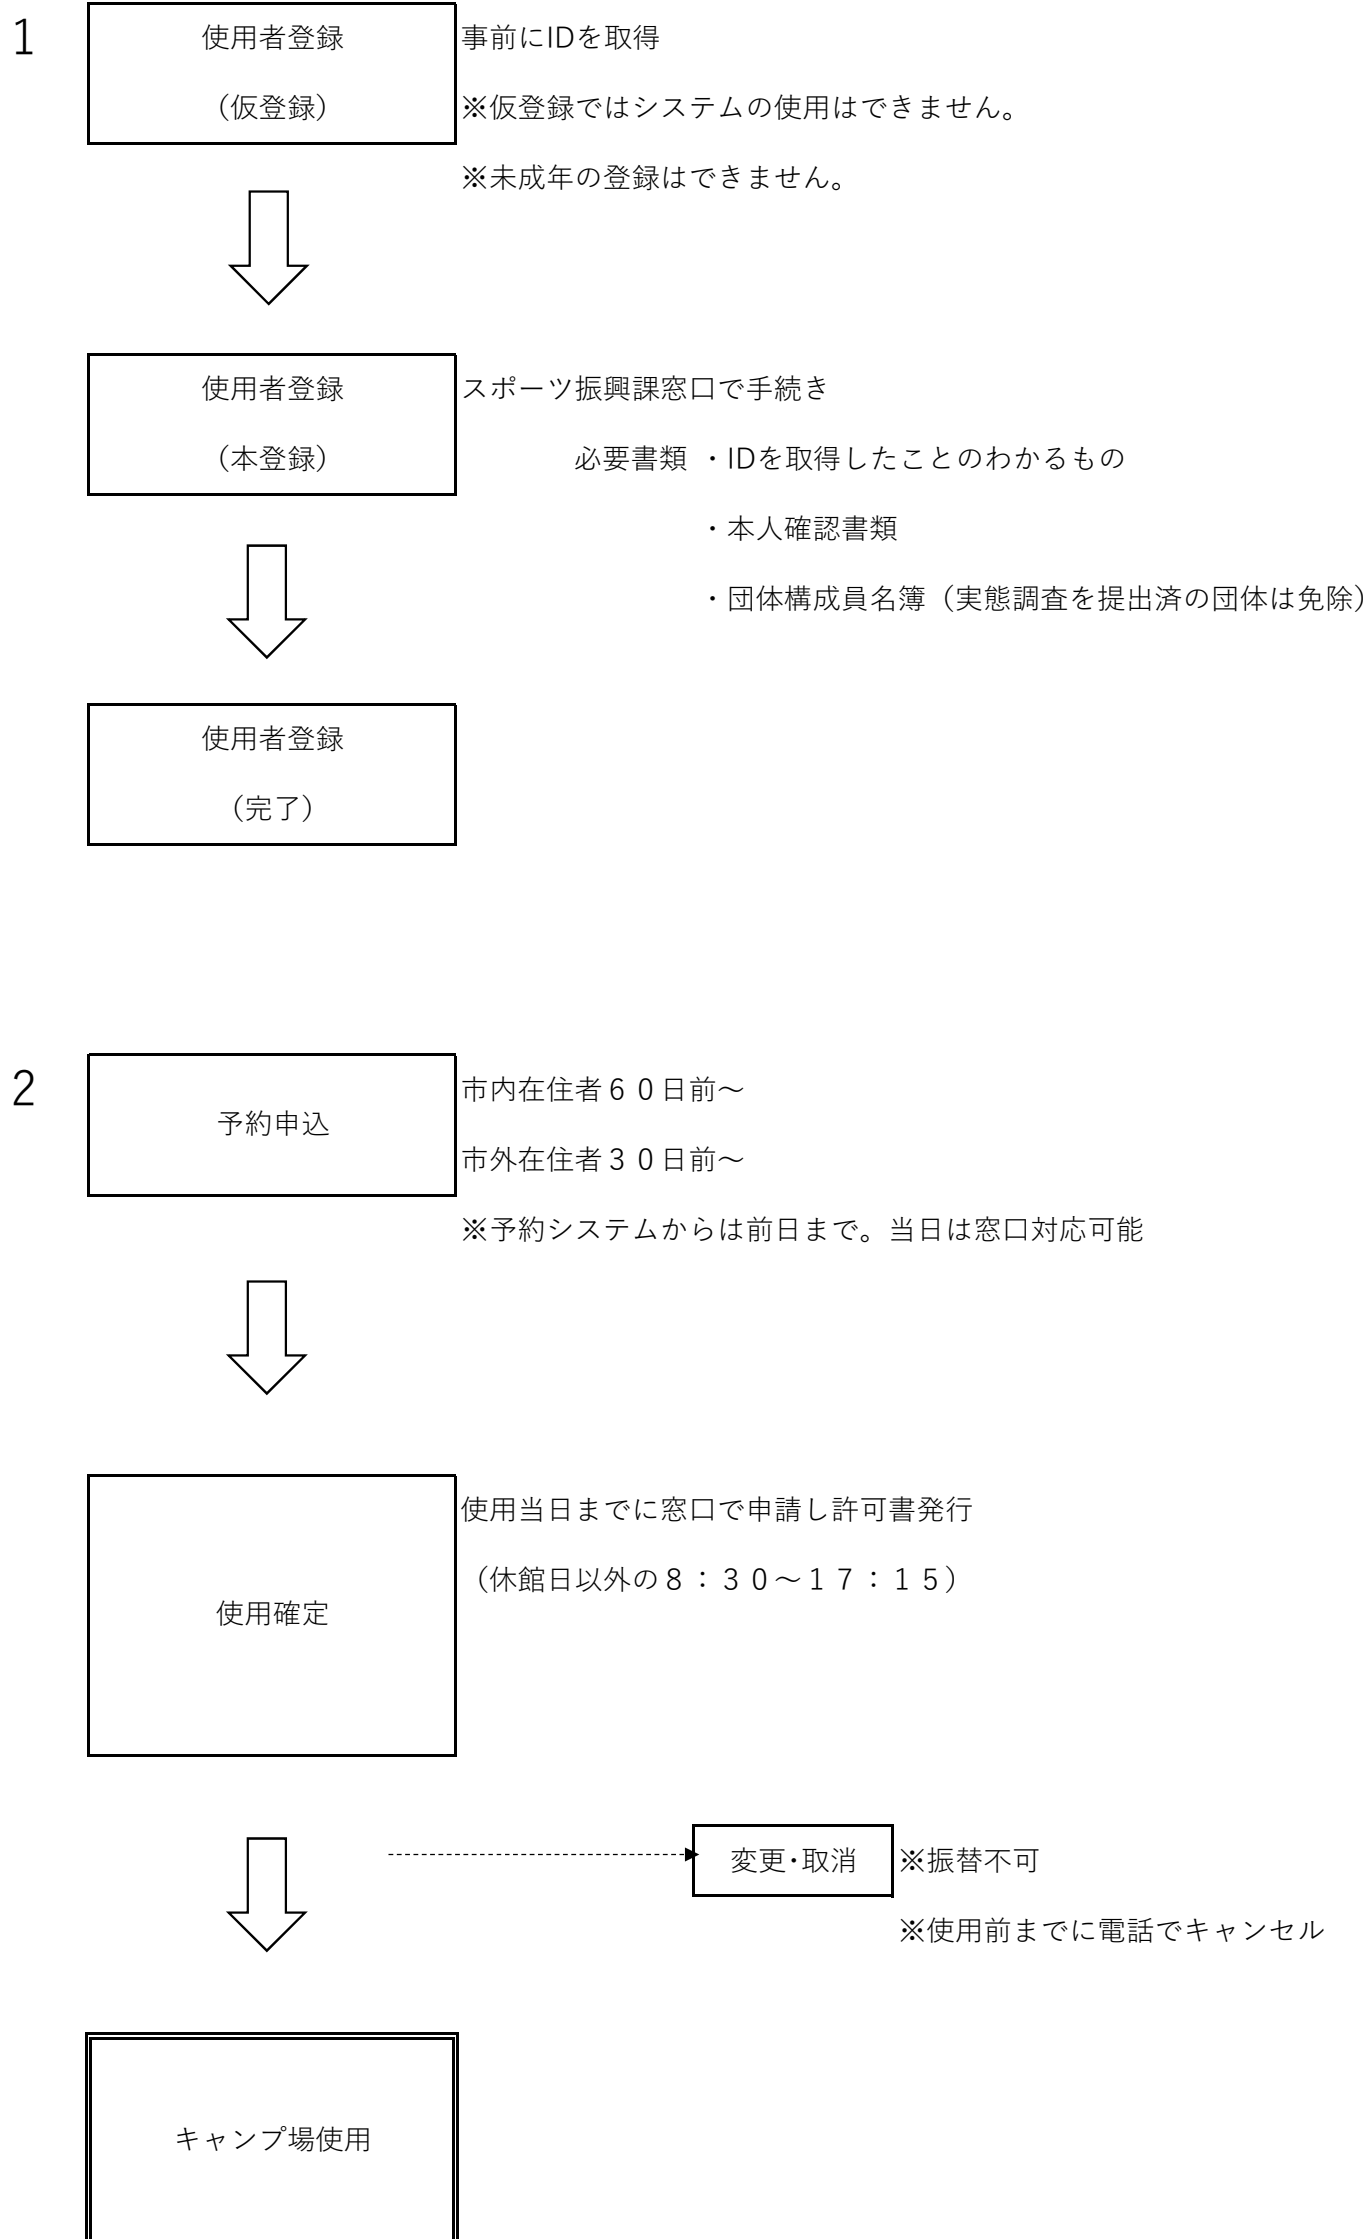 1
使用者登録
（仮登録）
事前にIDを取得
※仮登録ではシステムの使用はできません。
※未成年の登録はできません。
使用者登録
（本登録）
スポーツ振興課窓口で手続き
必要書類 ・IDを取得したことのわかるもの
・本人確認書類
・団体構成員名簿（実態調査を提出済の団体は免除）
使用者登録
（完了）
2
予約申込
市内在住者６０日前～
市外在住者３０日前～
※予約システムからは前日まで。当日は窓口対応可能
使用確定
使用当日までに窓口で申請し許可書発行
（休館日以外の８：３０～１７：１５）
変更・取消
※振替不可
※使用前までに電話でキャンセル
キャンプ場使用